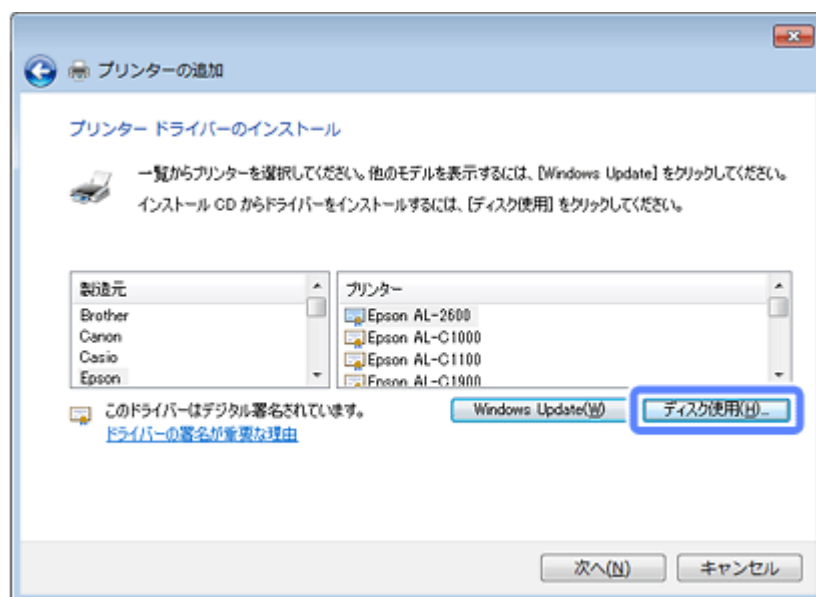 プリンターの追加
プリンター ドライバーのインストール
一覧からプリンターを選択してください。他のモデルを表示するには、[Windows Update] をクリックしてください。
インストール CD からドライバーをインストールするには、[ディスク使用] をクリックしてください。
製造元
Brother
Canon
Casio
Epson
プリンター
Epson AL-2600
Epson AL-C1000
Epson AL-C1100
Epson AL-C1900
このドライバーはデジタル署名されています。
ドライバーの署名が重要な理由
Windows Update(W)
ディスク使用(H)...
次へ(N)
キャンセル